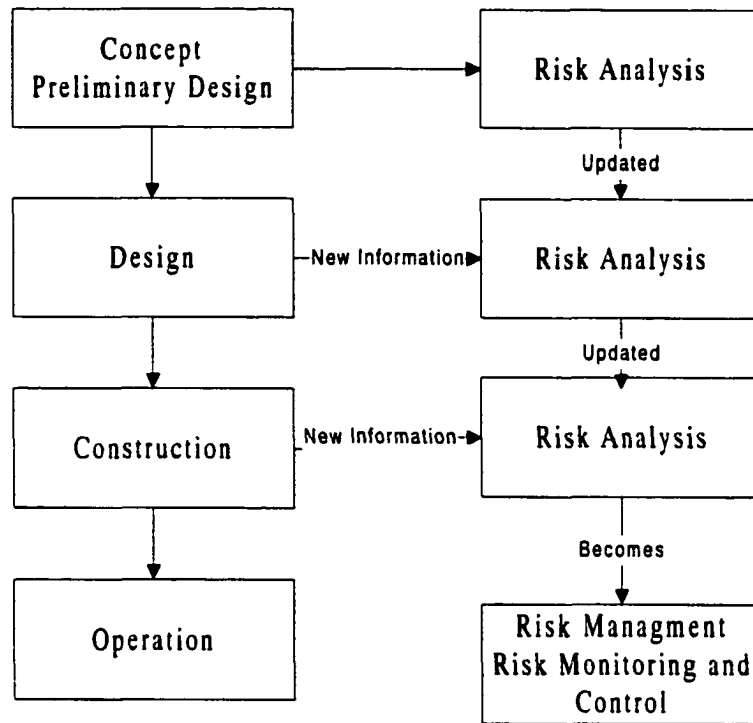 Concept
Preliminary Design
Risk Analysis
Updated
Design
New Information
Risk Analysis
Updated
Construction
New Information
Risk Analysis
Becomes
Operation
Risk Managment
Risk Monitoring and
Control